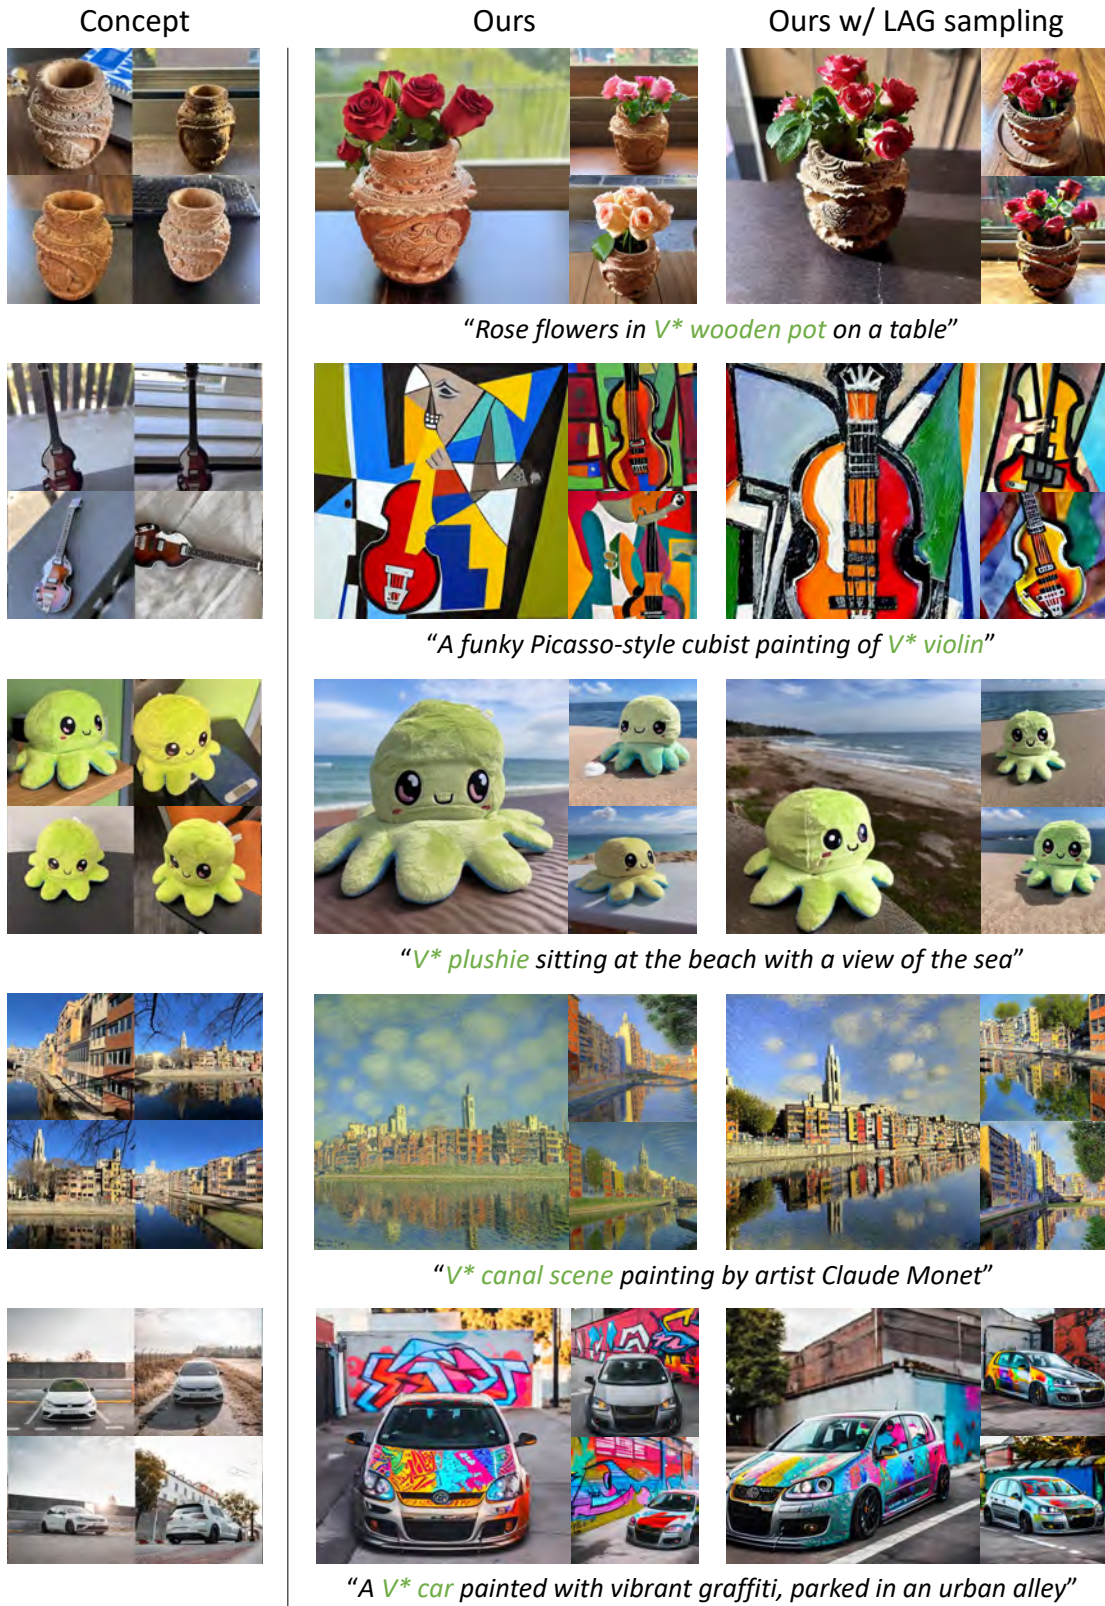 Concept
Ours
Ours w/ LAG sampling
“Rose flowers in V* wooden pot on a table”
“A funky Picasso-style cubist painting of V* violin”
“V* plushie sitting at the beach with a view of the sea”
“V* canal scene painting by artist Claude Monet”
“A V* car painted with vibrant graffiti, parked in an urban alley”